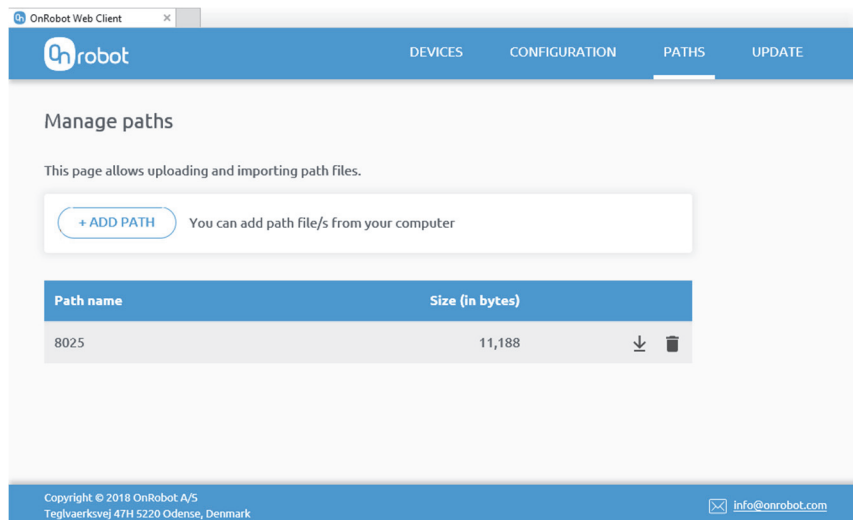 OnRobot Web Client
On robot
DEVICES CONFIGURATION PATHS UPDATE
Manage paths
This page allows uploading and importing path files.
+ ADD PATH You can add path file/s from your computer
Path name Size (in bytes)
8025 11,188
Copyright © 2018 OnRobot A/S
Teglvaerksvej 47H 5220 Odense, Denmark
info@onrobot.com